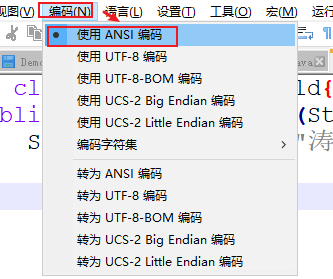 视图(V) 编码(N) 语言(L) 设置(T) 工具(O) 宏(M) 运
使用 ANSI 编码
使用 UTF-8 编码
使用 UTF-8-BOM 编码
使用 UCS-2 Big Endian 编码
使用 UCS-2 Little Endian 编码
编码字符集
转为 ANSI 编码
转为 UTF-8 编码
转为 UTF-8-BOM 编码
转为 UCS-2 Big Endian 编码
转为 UCS-2 Little Endian 编码
Demo
java
cl
ld{
bli
(St
S
"涛